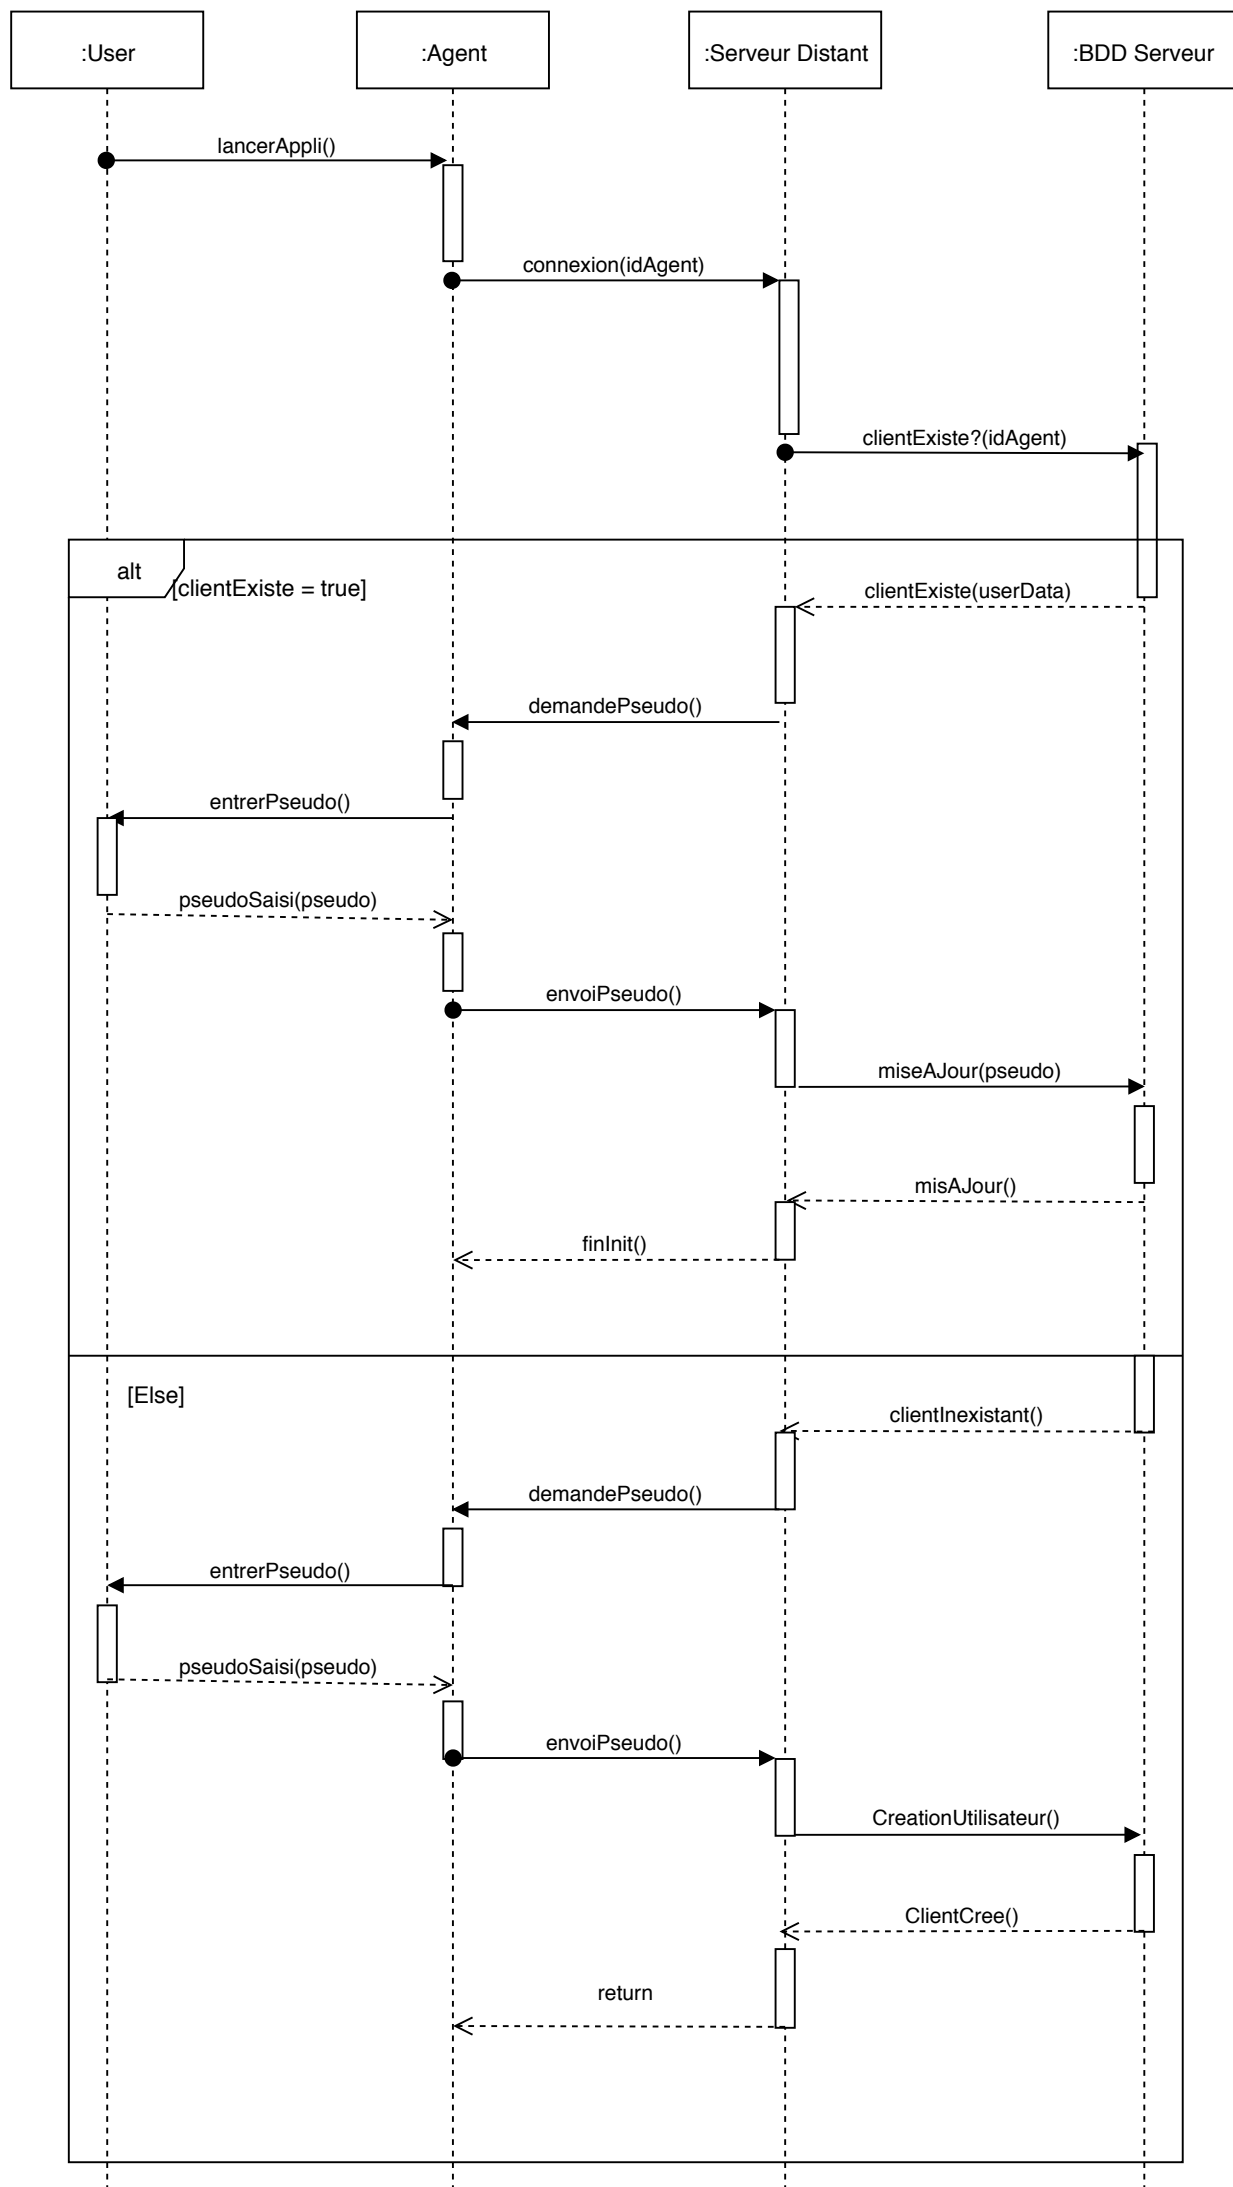 :User
:Agent
:Serveur Distant
:BDD Serveur
lancerAppli()
connexion(idAgent)
clientExiste?(idAgent)
alt
[clientExiste = true]
clientExiste(userData)
demandePseudo()
entrerPseudo()
pseudoSaisi(pseudo)
envoiPseudo()
miseAJour(pseudo)
misAJour()
finInit()
[Else]
clientInexistant()
demandePseudo()
entrerPseudo()
pseudoSaisi(pseudo)
envoiPseudo()
CreationUtilisateur()
ClientCree()
return